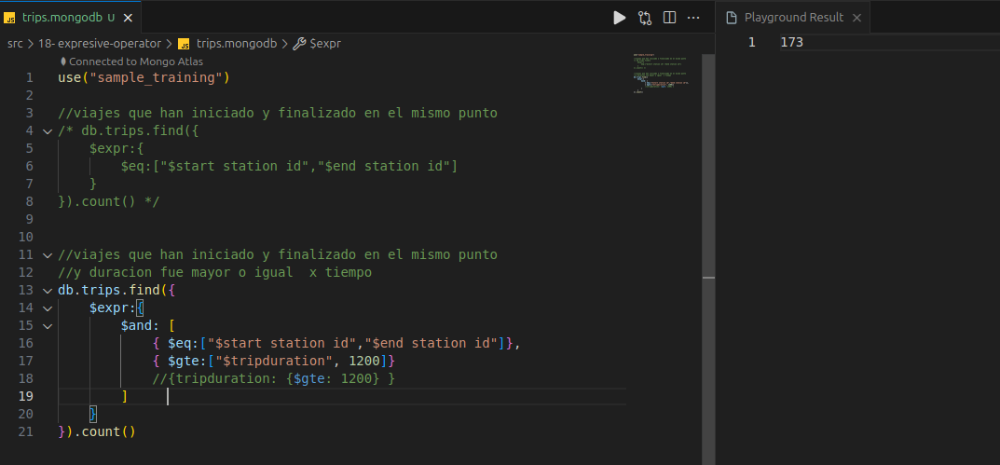 JS trips.mongodb U ×
Playground Result ×
src > 18- expresive-operator > JS trips.mongodb > $expr
Connected to Mongo Atlas
1 use("sample_training")
2
3 //viajes que han iniciado y finalizado en el mismo punto
4 /* db.trips.find({
5 $expr:{
6 $eq:["$start station id","$end station id"]
7 }
8 }).count() */
9
10
11 //viajes que han iniciado y finalizado en el mismo punto
12 //y duracion fue mayor o igual  x tiempo
13 db.trips.find({
14 $expr:{
15 $and: [
16 { $eq:["$start station id","$end station id"]},
17 { $gte:["$tripduration", 1200]}
18 //{tripduration: {$gte: 1200} }
19 ]
20 }
21 }).count()
1 173